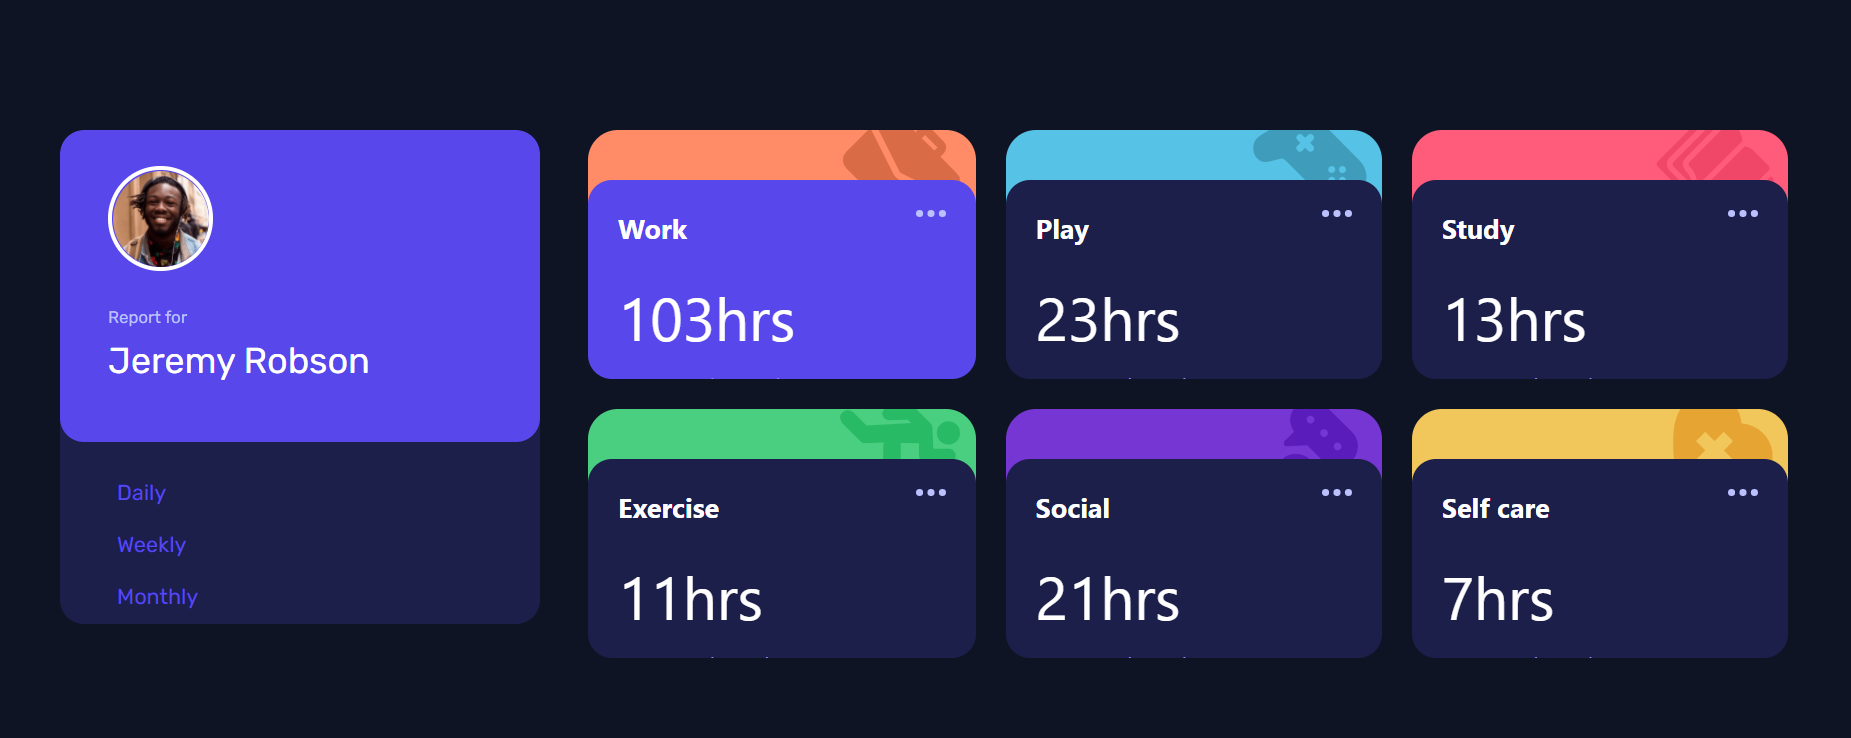 Report for
Jeremy Robson
Daily
Weekly
Monthly
Work
103hrs
Play
23hrs
Study
13hrs
Exercise
11hrs
Social
21hrs
Self care
7hrs